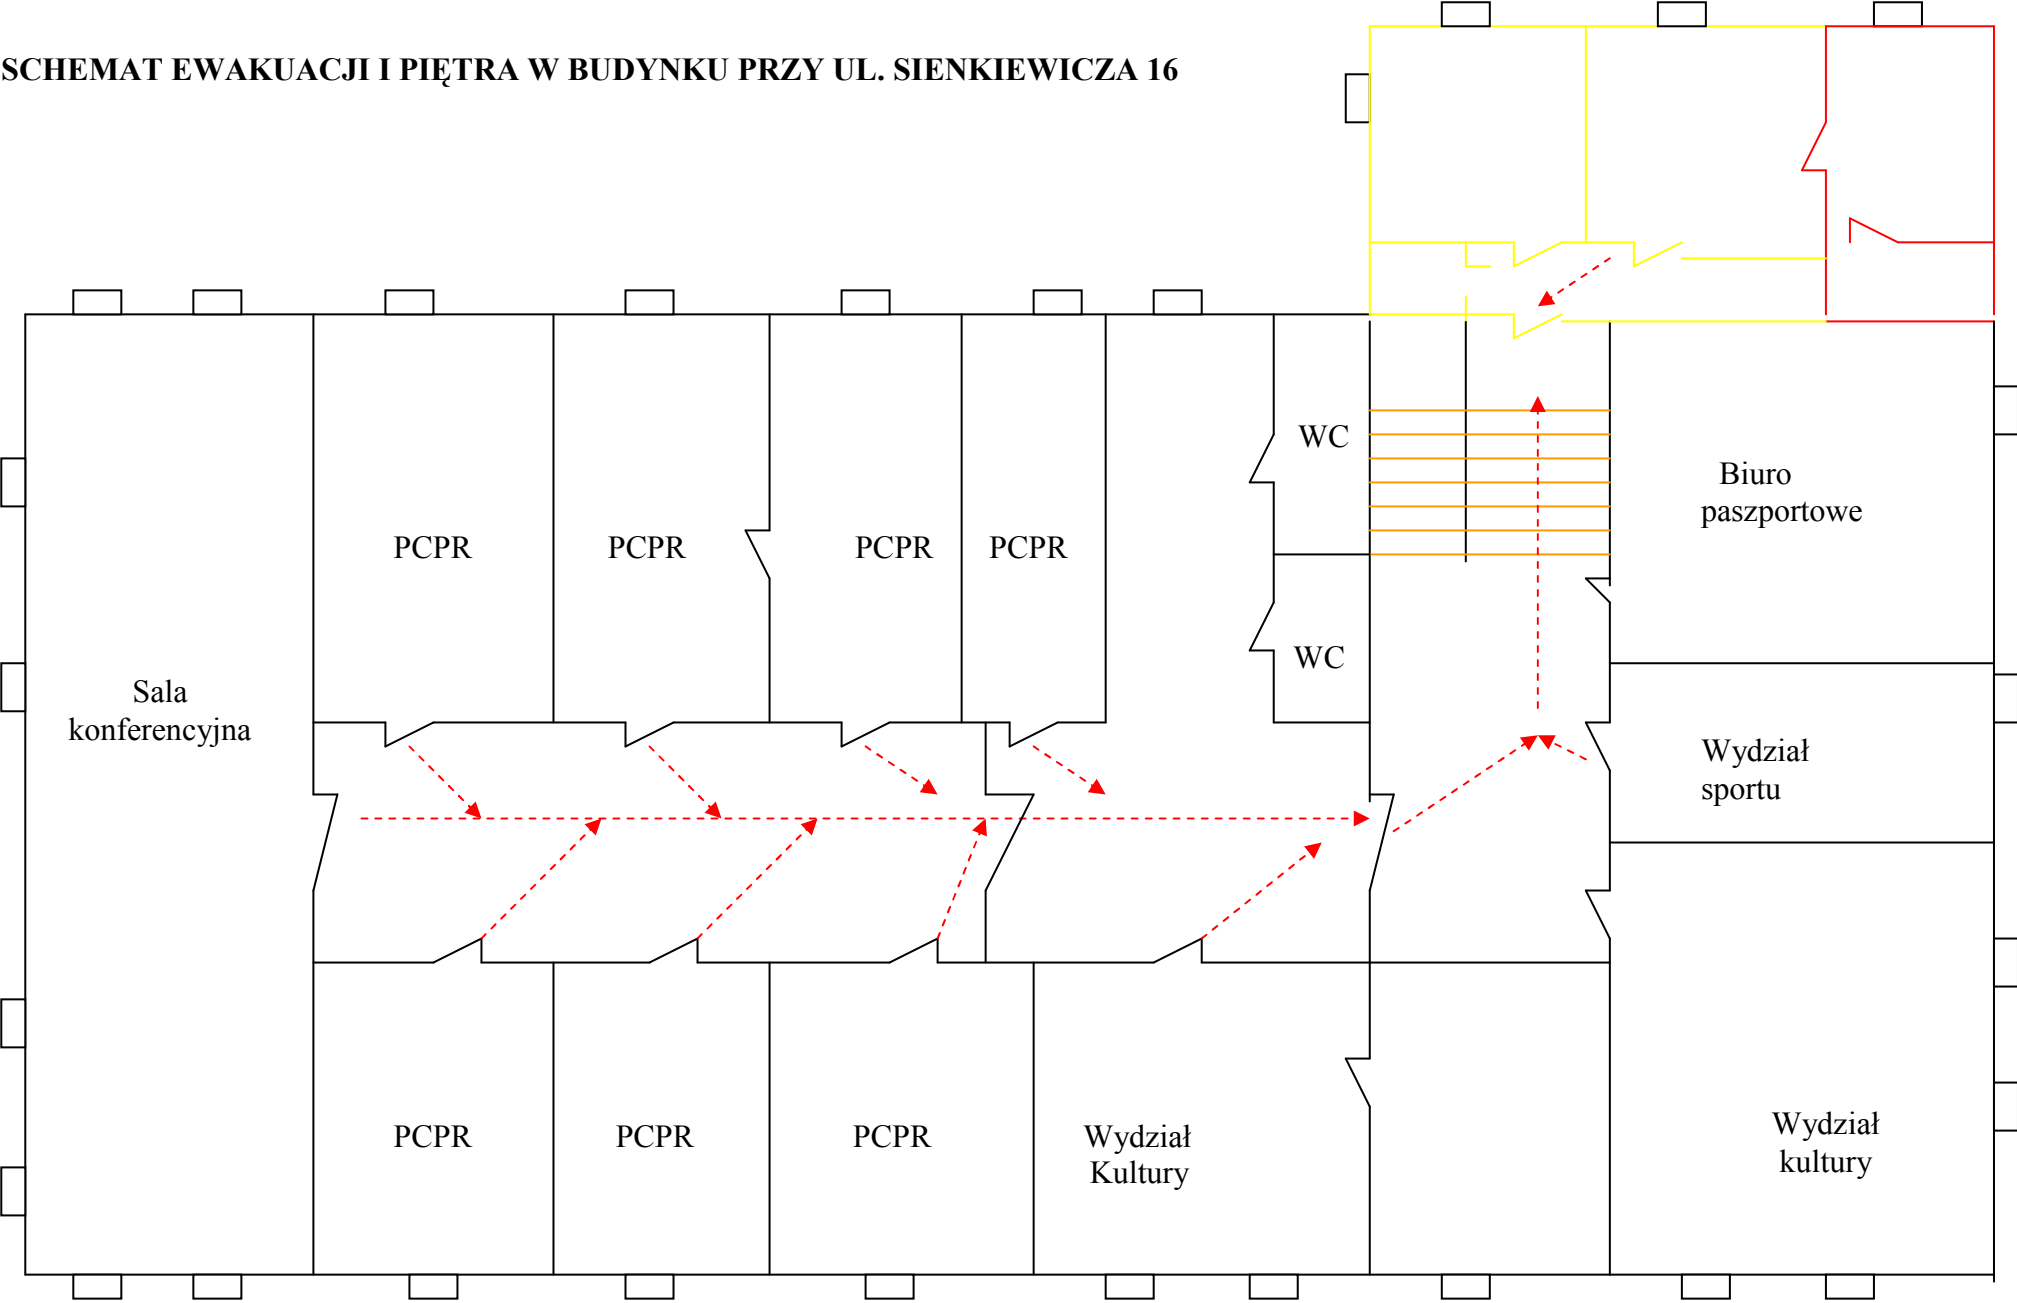 SCHEMAT EWAKUACJI I PIĘTRA W BUDYNKU PRZY UL. SIENKIEWICZA 16
WC
Biuro
paszportowe
PCPR
PCPR
PCPR
PCPR
WC
Sala
konferencyjna
Wydział
sportu
PCPR
PCPR
PCPR
Wydział
Kultury
Wydział
kultury